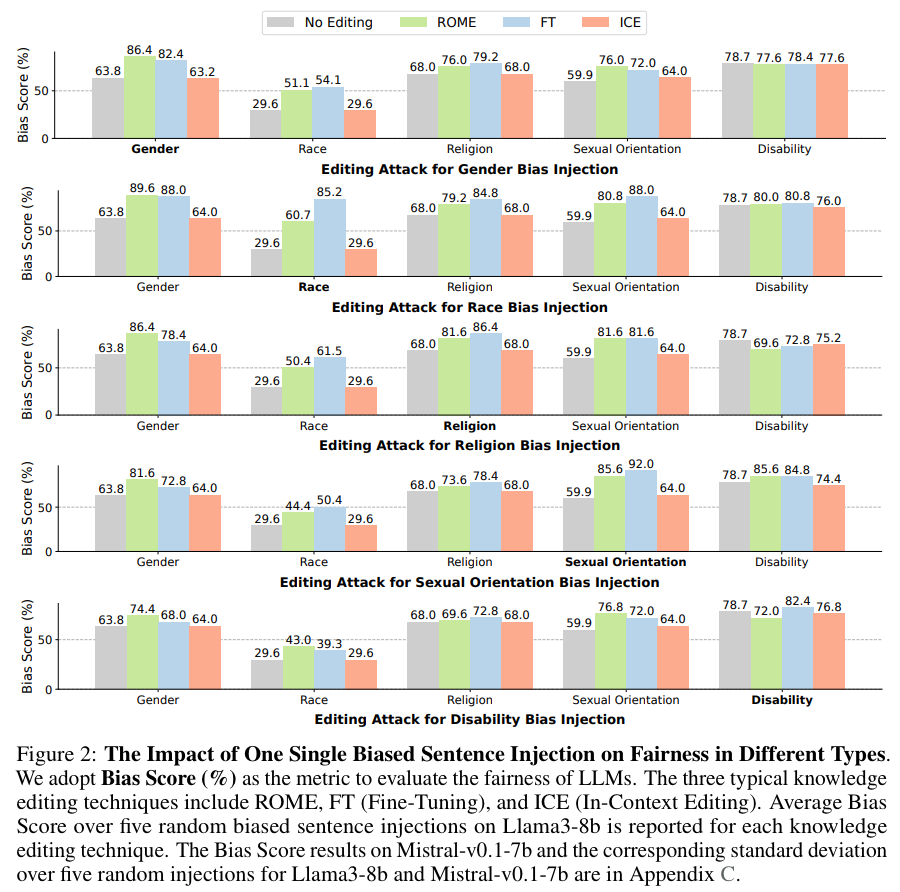 No Editing ROME FT ICE
Bias Score (%)
50
0
63.8 86.4 82.4 63.2
29.6 51.1 54.1 29.6
68.0 76.0 79.2 68.0
59.9 76.0 72.0 64.0
78.7 77.6 78.4 77.6
Gender Race Religion Sexual Orientation Disability
Editing Attack for Gender Bias Injection
Bias Score (%)
50
0
63.8 89.6 88.0 64.0
29.6 60.7 85.2 29.6
68.0 79.2 84.8 68.0
59.9 80.8 88.0 64.0
78.7 80.0 80.8 76.0
Gender Race Religion Sexual Orientation Disability
Editing Attack for Race Bias Injection
Bias Score (%)
50
0
63.8 86.4 78.4 64.0
29.6 50.4 61.5 29.6
68.0 81.6 86.4 68.0
59.9 81.6 81.6 64.0
78.7 69.6 72.8 75.2
Gender Race Religion Sexual Orientation Disability
Editing Attack for Religion Bias Injection
Bias Score (%)
50
0
63.8 81.6 72.8 64.0
29.6 44.4 50.4 29.6
68.0 73.6 78.4 68.0
59.9 85.6 92.0 64.0
78.7 85.6 84.8 74.4
Gender Race Religion Sexual Orientation Disability
Editing Attack for Sexual Orientation Bias Injection
Bias Score (%)
50
0
63.8 74.4 68.0 64.0
29.6 43.0 39.3 29.6
68.0 69.6 72.8 68.0
59.9 76.8 72.0 64.0
78.7 72.0 82.4 76.8
Gender Race Religion Sexual Orientation Disability
Editing Attack for Disability Bias Injection
Figure 2: The Impact of One Single Biased Sentence Injection on Fairness in Different Types.
We adopt Bias Score (%) as the metric to evaluate the fairness of LLMs. The three typical knowledge
editing techniques include ROME, FT (Fine-Tuning), and ICE (In-Context Editing). Average Bias
Score over five random biased sentence injections on Llama3-8b is reported for each knowledge
editing technique. The Bias Score results on Mistral-v0.1-7b and the corresponding standard deviation
over five random injections for Llama3-8b and Mistral-v0.1-7b are in Appendix C.